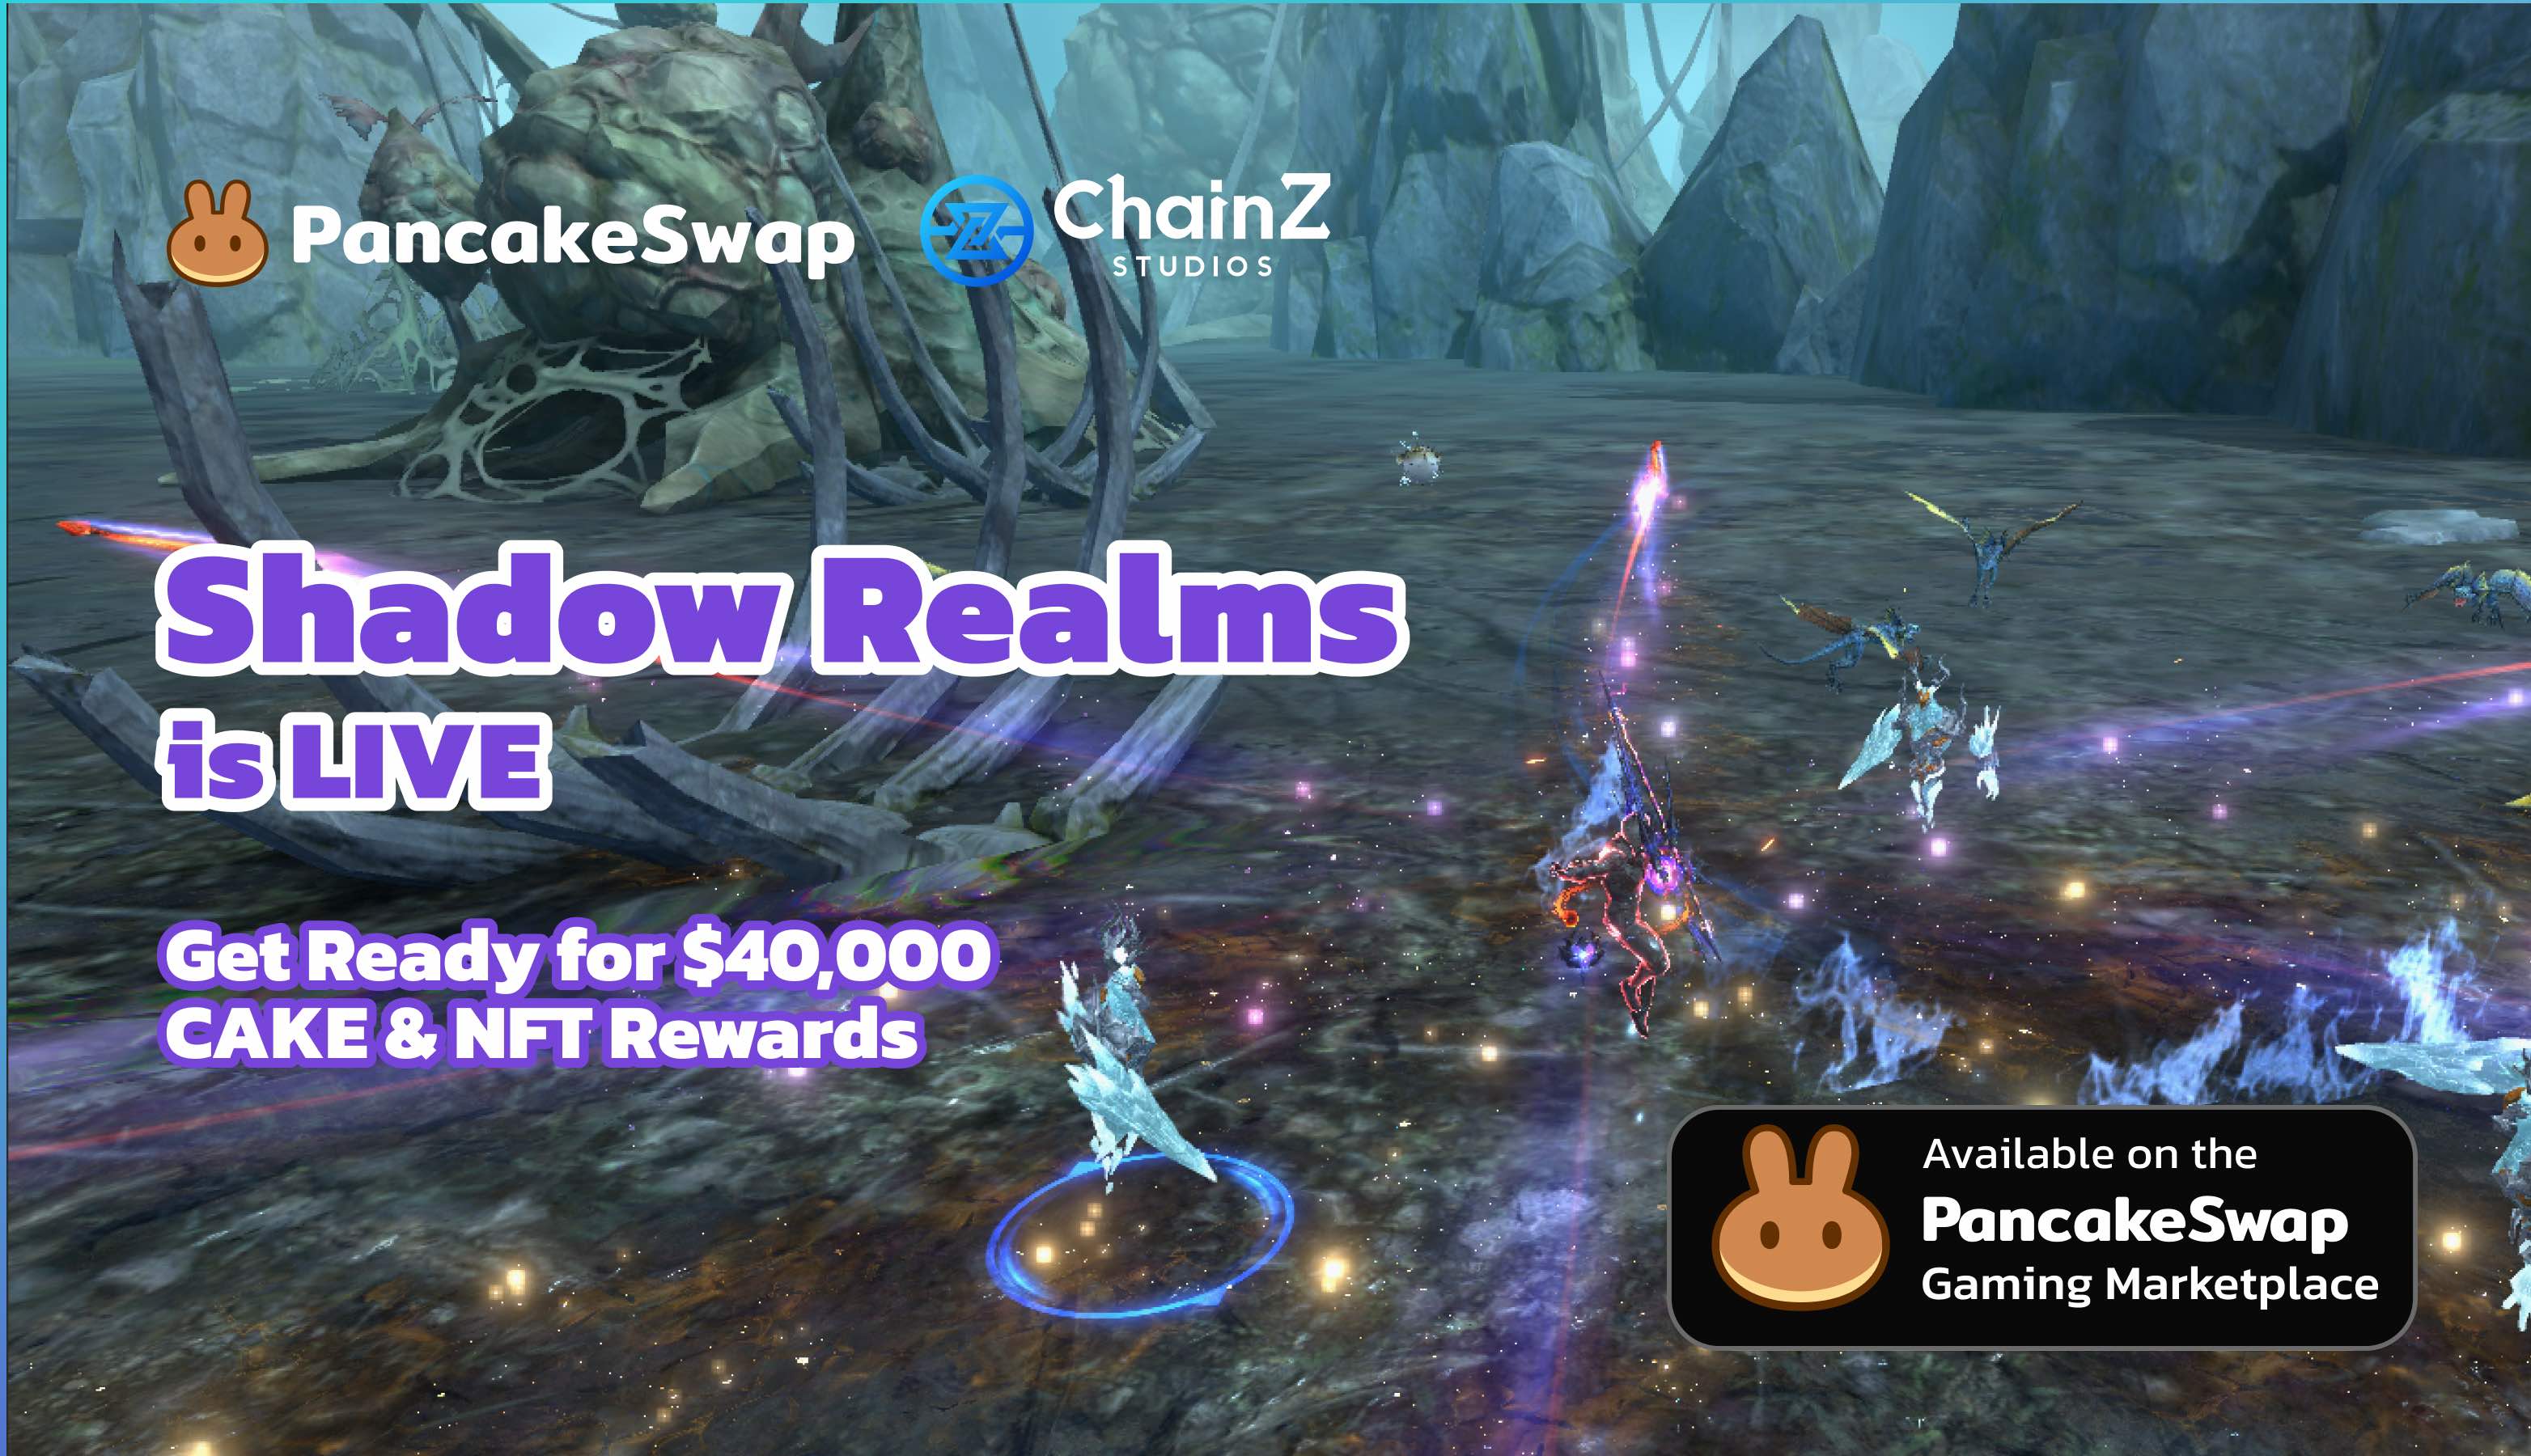 PancakeSwap
ChainZ
STUDIOS
Shadow Realms
is LIVE
Get Ready for $40,000
CAKE & NFT Rewards
Available on the
PancakeSwap
Gaming Marketplace